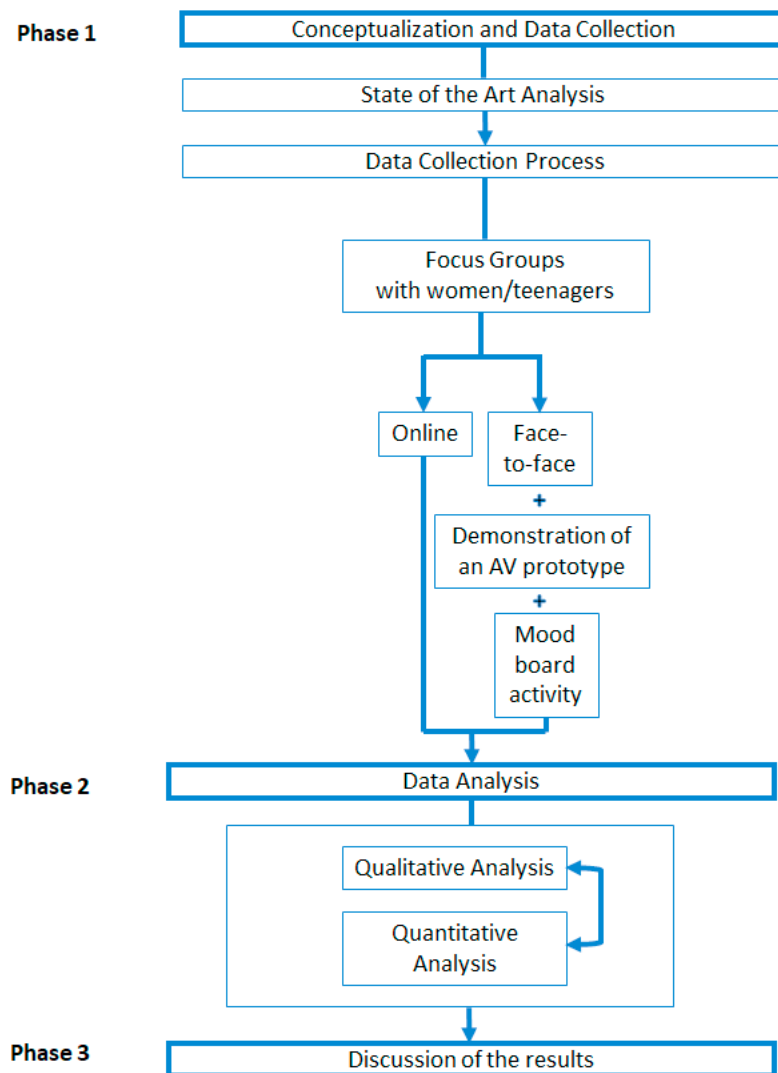 Phase 1
Conceptualization and Data Collection
State of the Art Analysis
Data Collection Process
Focus Groups
with women/teenagers
Online
Face-
to-face
+
Demonstration of
an AV prototype
+
Mood
board
activity
Phase 2
Data Analysis
Qualitative Analysis
Quantitative
Analysis
Phase 3
Discussion of the results